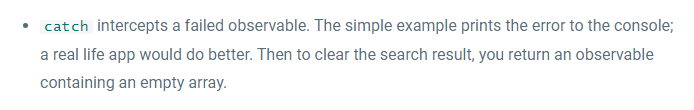 • catch intercepts a failed observable. The simple example prints the error to the console;
a real life app would do better. Then to clear the search result, you return an observable
containing an empty array.